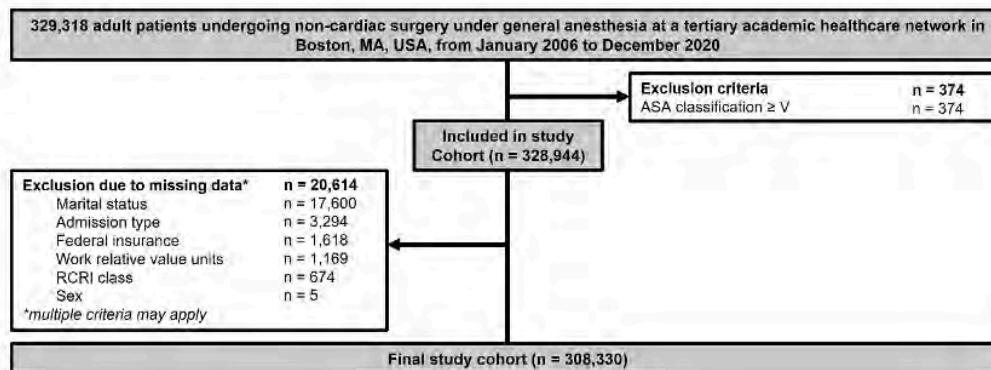 329,318 adult patients undergoing non-cardiac surgery under general anesthesia at a tertiary academic healthcare network in
Boston, MA, USA, from January 2006 to December 2020
Exclusion criteria n = 374
ASA classification ≥ V n = 374
Included in study
Cohort (n = 328,944)
Exclusion due to missing data* n = 20,614
Marital status n = 17,600
Admission type n = 3,294
Federal insurance n = 1,618
Work relative value units n = 1,169
RCRI class n = 674
Sex n = 5
*multiple criteria may apply
Final study cohort (n = 308,330)